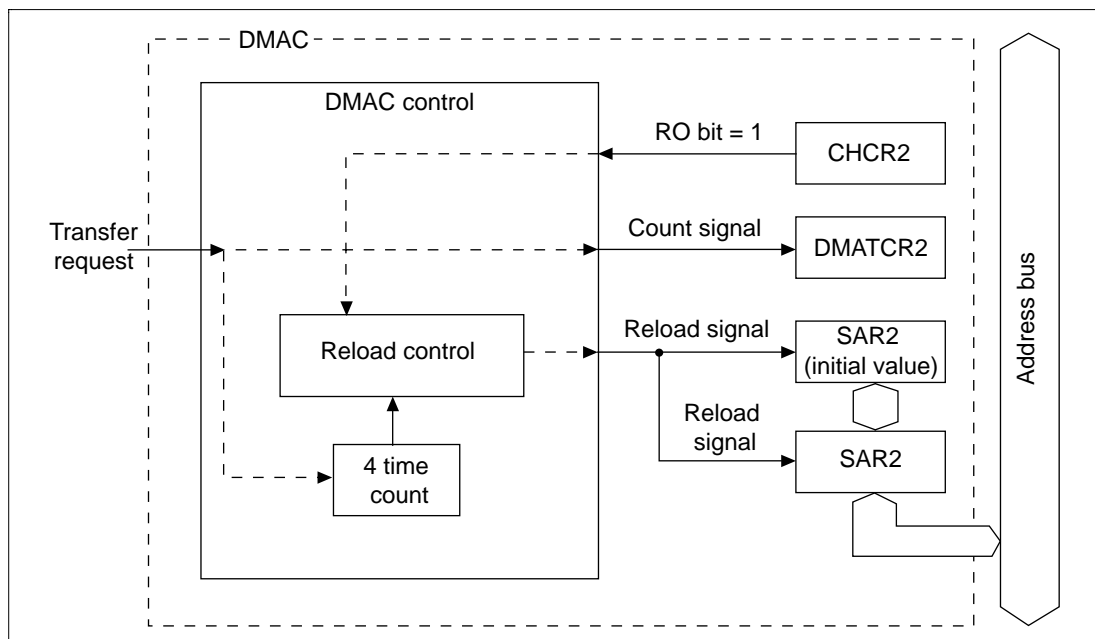 DMAC
DMAC control
RO bit = 1
CHCR2
Transfer
request
Count signal
DMATCR2
Reload control
Reload signal
SAR2
(initial value)
Reload
signal
4 time
count
SAR2
Address bus